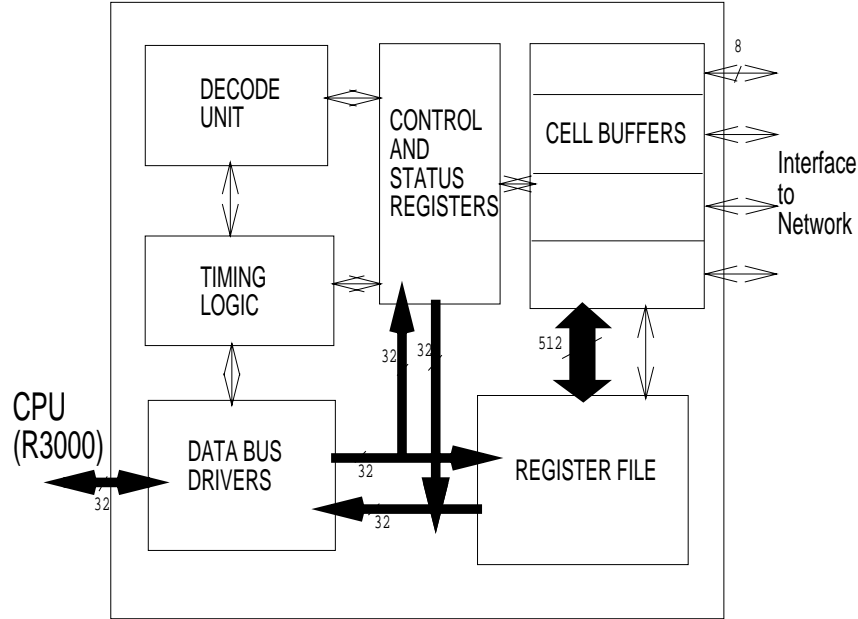 DECODE
UNIT
CONTROL
AND
STATUS
REGISTERS
CELL BUFFERS
8
Interface
to
Network
TIMING
LOGIC
32
32
512
CPU
(R3000)
32
DATA BUS
DRIVERS
32
32
REGISTER FILE